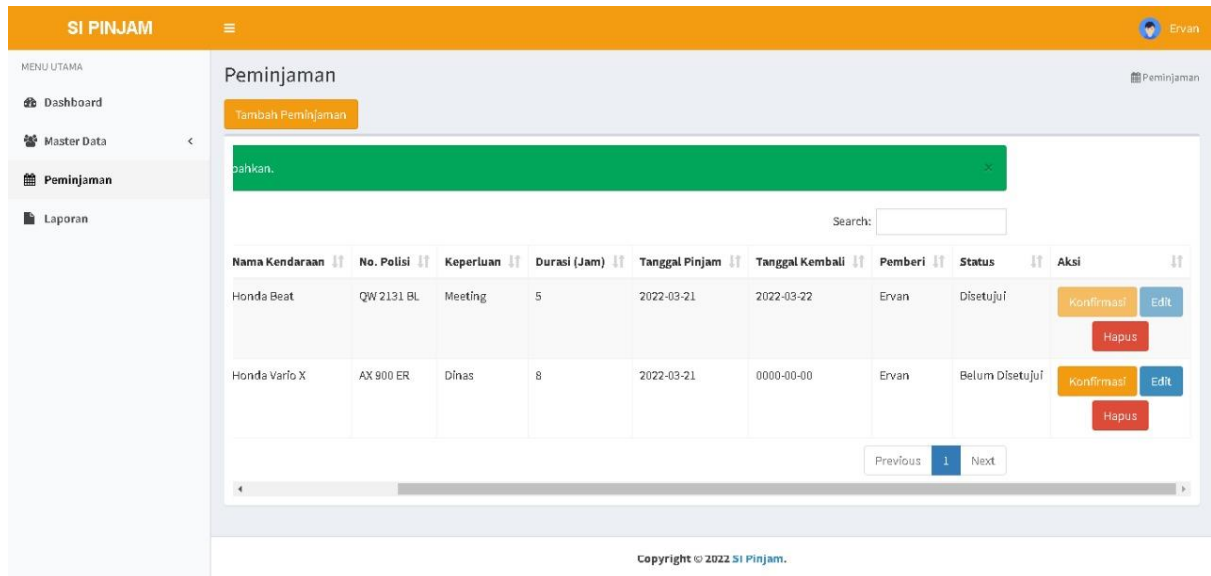 SI PINJAM
Ervan
MENU UTAMA
Dashboard
Master Data
Peminjaman
Laporan
Peminjaman
Peminjaman
Tambah Peminjaman
pahkan.
Search:
Nama Kendaraan No. Polisi Keperluan Durasi (Jam) Tanggal Pinjam Tanggal Kembali Pemberi Status Aksi
Honda Beat QW 2131 BL Meeting 5 2022-03-21 2022-03-22 Ervan Disetujui Konfirmasi Edit
Hapus
Honda Vario X AX 900 ER Dinas 8 2022-03-21 0000-00-00 Ervan Belum Disetujui Konfirmasi Edit
Hapus
Previous 1 Next
Copyright © 2022 SI Pinjam.